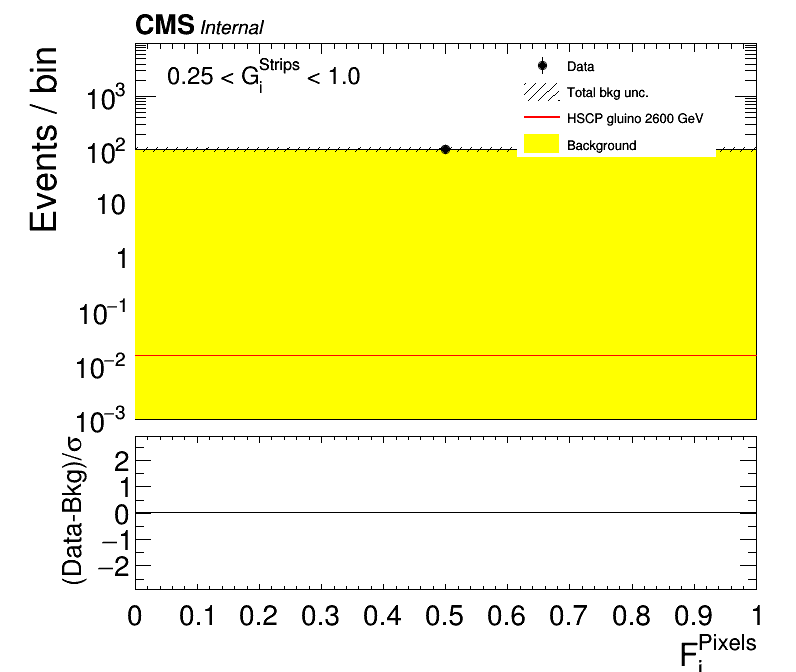 CMS Internal
Events / bin
0.25 < G_i^Strips < 1.0
Data
Total bkg unc.
HSCP gluino 2600 GeV
Background
10^3
10^2
10
1
10^−1
10^−2
10^−3
(Data-Bkg)/σ
2
1
0
−1
−2
0 0.1 0.2 0.3 0.4 0.5 0.6 0.7 0.8 0.9 1
F_i^Pixels